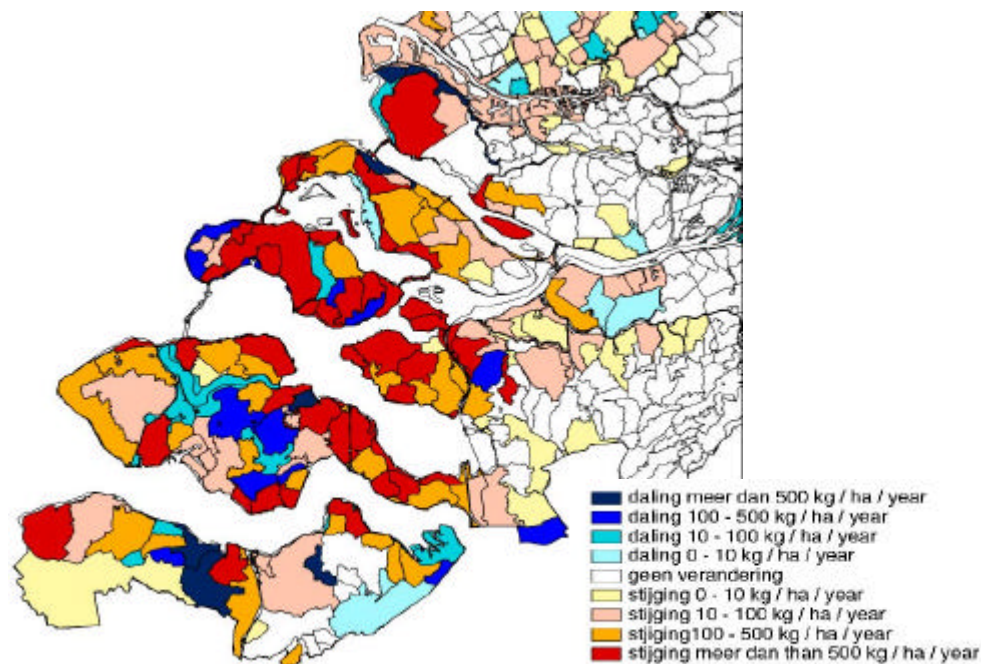 daling meer dan 500 kg / ha / year
daling 100 - 500 kg / ha / year
daling 10 - 100 kg / ha / year
daling 0 - 10 kg / ha / year
geen verandering
stijging 0 - 10 kg / ha / year
stijging 10 - 100 kg / ha / year
stjiging100 - 500 kg / ha / year
stijging meer dan than 500 kg / ha / year